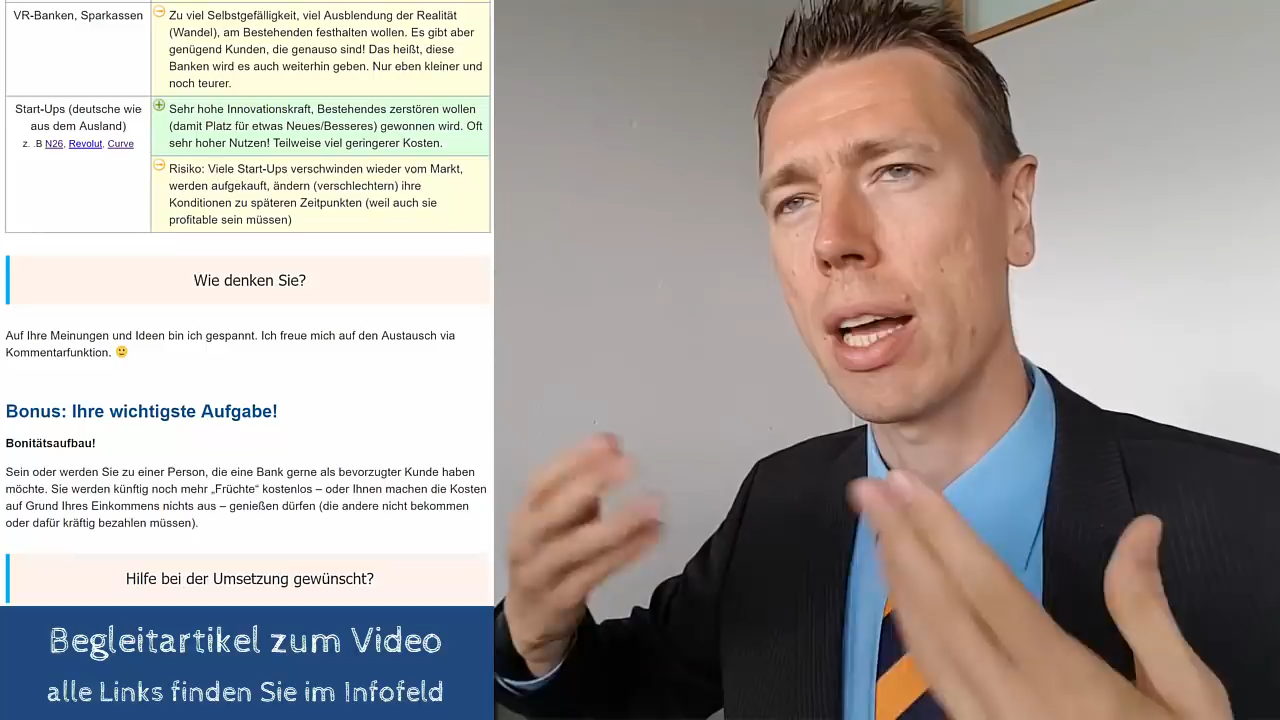 VR-Banken, Sparkassen
Zu viel Selbstgefälligkeit, viel Ausblendung der Realität
(Wandel), am Bestehenden festhalten wollen. Es gibt aber
genügend Kunden, die genauso sind! Das heißt, diese
Banken wird es auch weiterhin geben. Nur eben kleiner und
noch teurer.
Start-Ups (deutsche wie
aus dem Ausland)
z. .B N26, Revolut, Curve
Sehr hohe Innovationskraft, Bestehendes zerstören wollen
(damit Platz für etwas Neues/Besseres) gewonnen wird. Oft
sehr hoher Nutzen! Teilweise viel geringerer Kosten.
Risiko: Viele Start-Ups verschwinden wieder vom Markt,
werden aufgekauft, ändern (verschlechtern) ihre
Konditionen zu späteren Zeitpunkten (weil auch sie
profitable sein müssen)
Wie denken Sie?
Auf Ihre Meinungen und Ideen bin ich gespannt. Ich freue mich auf den Austausch via
Kommentarfunktion. 🙂
Bonus: Ihre wichtigste Aufgabe!
Bonitätsaufbau!
Sein oder werden Sie zu einer Person, die eine Bank gerne als bevorzugter Kunde haben
möchte. Sie werden künftig noch mehr „Früchte“ kostenlos – oder Ihnen machen die Kosten
auf Grund Ihres Einkommens nichts aus – genießen dürfen (die andere nicht bekommen
oder dafür kräftig bezahlen müssen).
Hilfe bei der Umsetzung gewünscht?
Begleitartikel zum Video
alle Links finden Sie im Infofeld